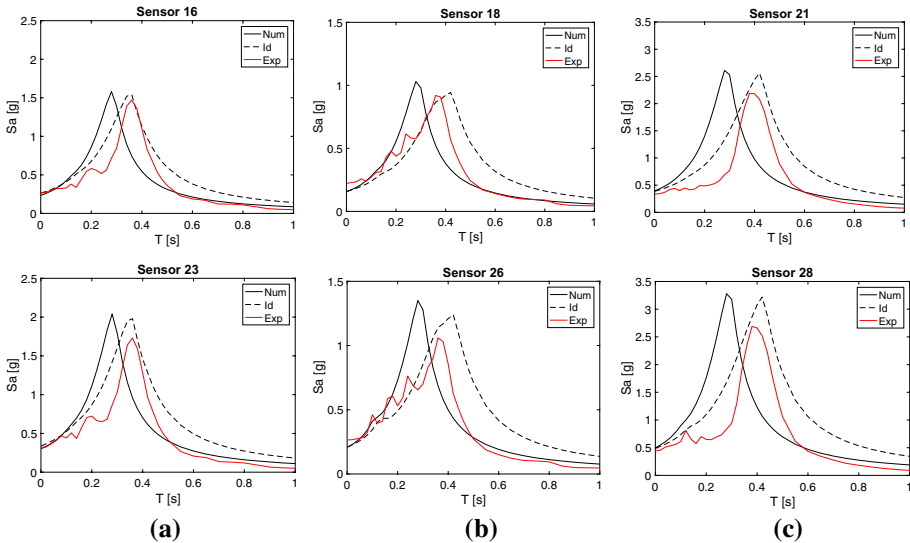 Sensor 16
2.5
2
1.5
1
0.5
0
Sa [g]
0 0.2 0.4 0.6 0.8 1
T [s]
Num
Id
Exp
Sensor 18
1.5
1
0.5
0
Sa [g]
0 0.2 0.4 0.6 0.8 1
T [s]
Num
Id
Exp
Sensor 21
3.5
3
2.5
2
1.5
1
0.5
0
Sa [g]
0 0.2 0.4 0.6 0.8 1
T [s]
Num
Id
Exp
Sensor 23
2.5
2
1.5
1
0.5
0
Sa [g]
0 0.2 0.4 0.6 0.8 1
T [s]
Num
Id
Exp
Sensor 26
1.5
1
0.5
0
Sa [g]
0 0.2 0.4 0.6 0.8 1
T [s]
Num
Id
Exp
Sensor 28
3.5
3
2.5
2
1.5
1
0.5
0
Sa [g]
0 0.2 0.4 0.6 0.8 1
T [s]
Num
Id
Exp
(a) (b) (c)